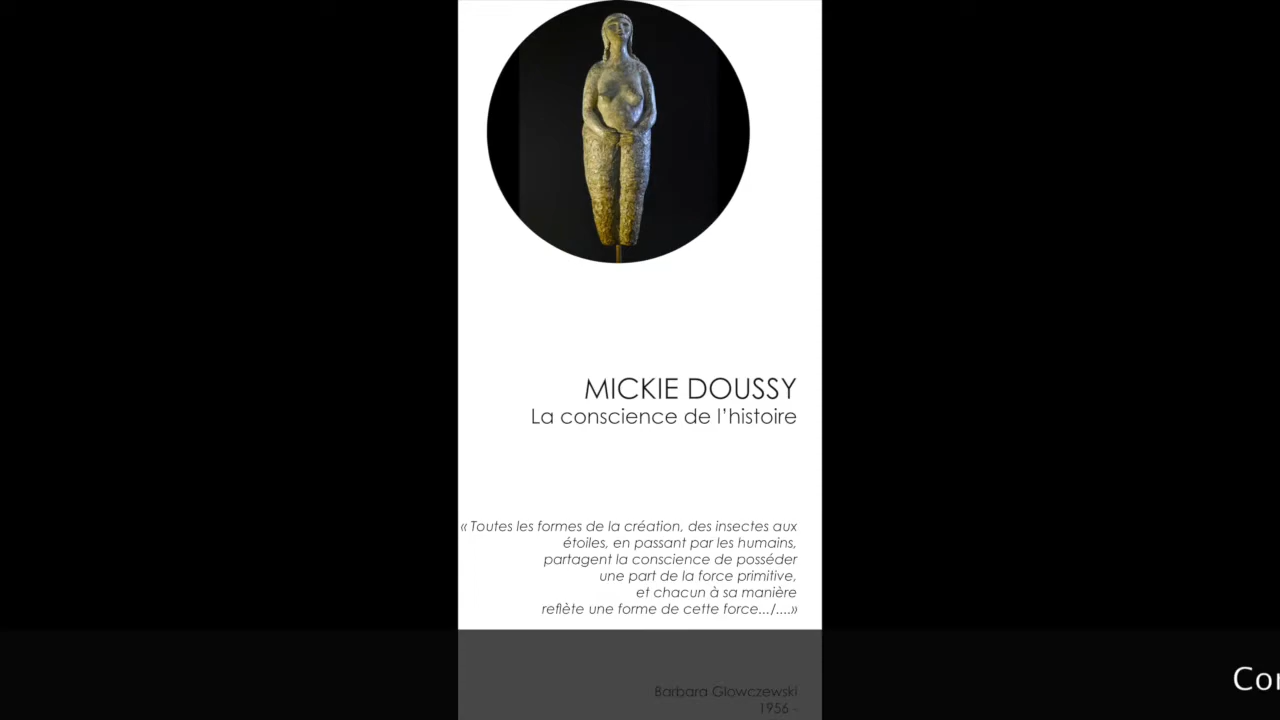 MICKIE DOUSSY
La conscience de l’histoire
« Toutes les formes de la création, des insectes aux
étoiles, en passant par les humains,
partagent la conscience de posséder
une part de la force primitive,
et chacun à sa manière
reflète une forme de cette force.../....»
Barbara Glowczewski
1956 -